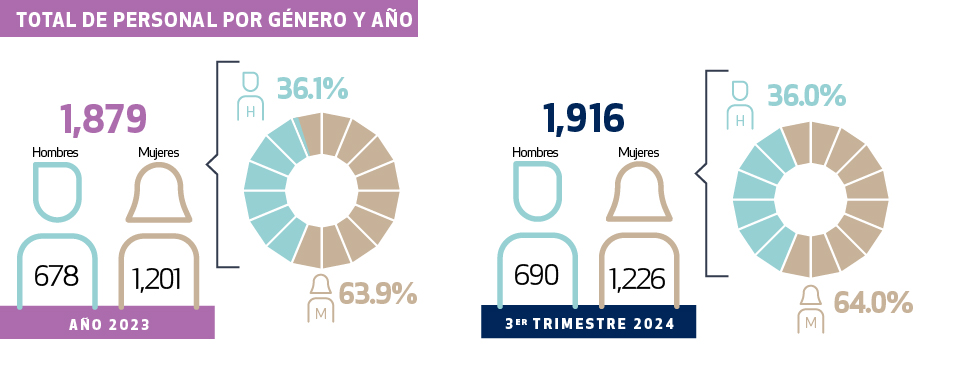 TOTAL DE PERSONAL POR GÉNERO Y AÑO
1,879
Hombres
Mujeres
678
1,201
AÑO 2023
H
36.1%
M
63.9%
1,916
Hombres
Mujeres
690
1,226
3ER TRIMESTRE 2024
H
36.0%
M
64.0%